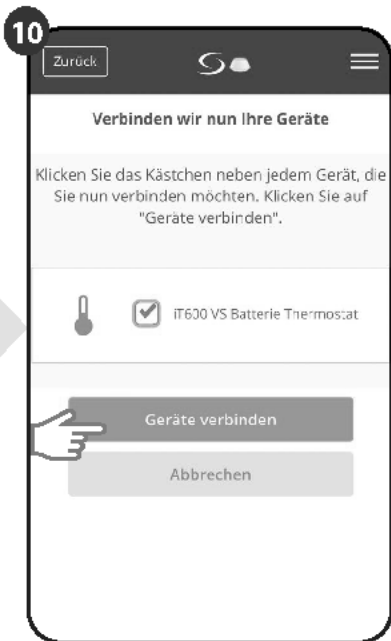 10
Zurück
Verbinden wir nun Ihre Geräte
Klicken Sie das Kästchen neben jedem Gerät, die
Sie nun verbinden möchten. Klicken Sie auf
"Geräte verbinden".
iT600 VS Batterie Thermostat
Geräte verbinden
Abbrechen